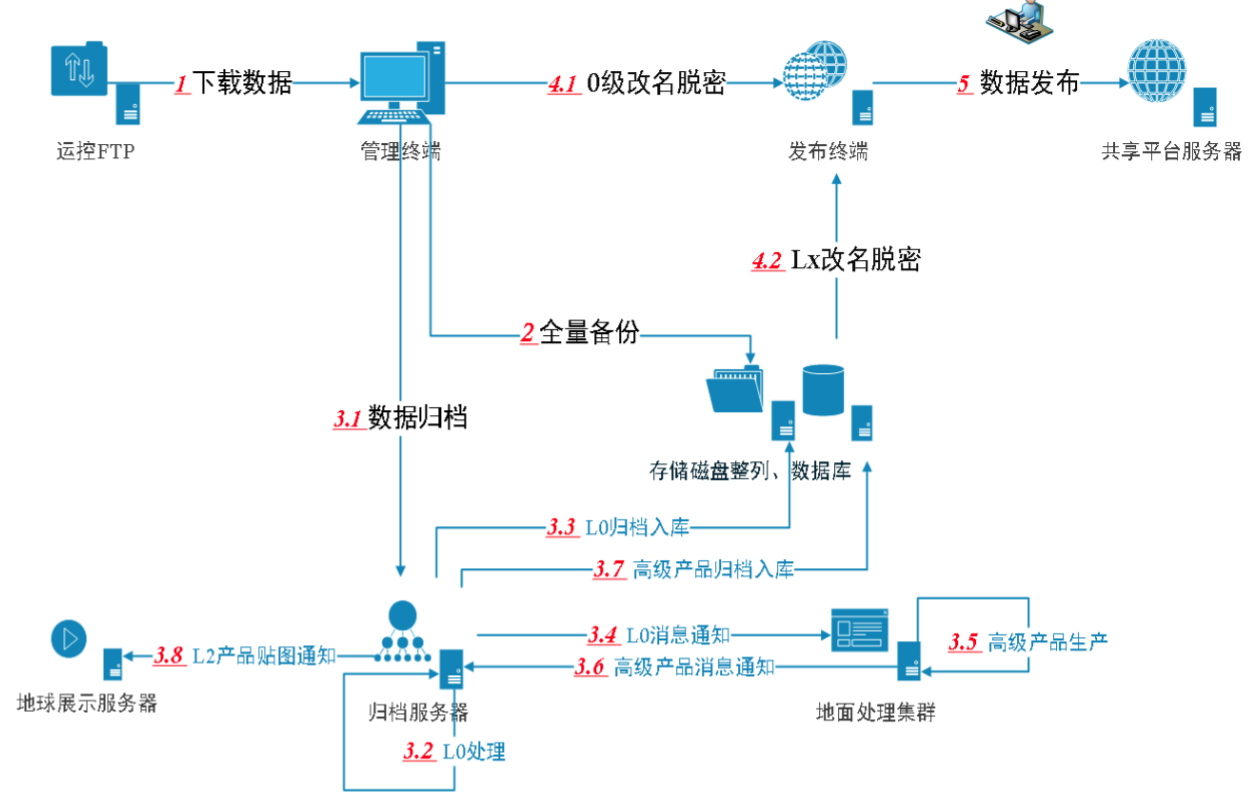 1 下载数据
4.1 0级改名脱密
5 数据发布
运控FTP
管理终端
发布终端
共享平台服务器
4.2 Lx改名脱密
2 全量备份
3.1 数据归档
存储磁盘整列、数据库
3.3 L0归档入库
3.7 高级产品归档入库
3.4 L0消息通知
3.5 高级产品生产
3.8 L2产品贴图通知
3.6 高级产品消息通知
地球展示服务器
归档服务器
地面处理集群
3.2 L0处理